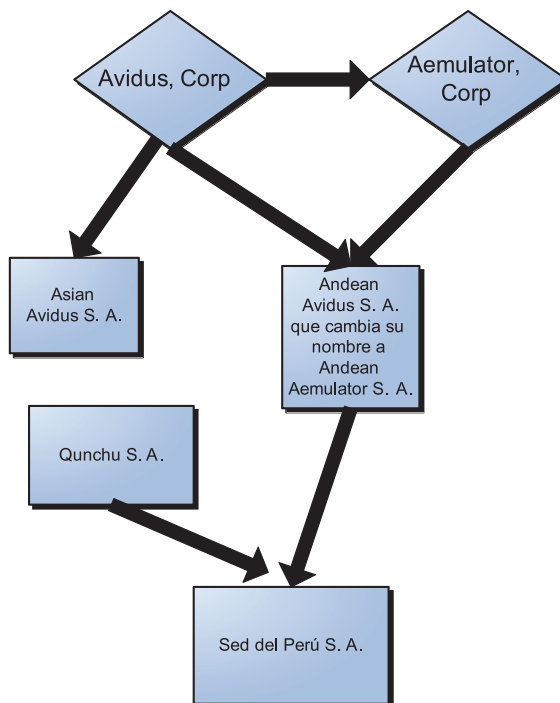 Avidus, Corp
Aemulator,
Corp
Asian
Avidus S. A.
Andean
Avidus S. A.
que cambia su
nombre a
Andean
Aemulator S. A.
Qunchu S. A.
Sed del Perú S. A.